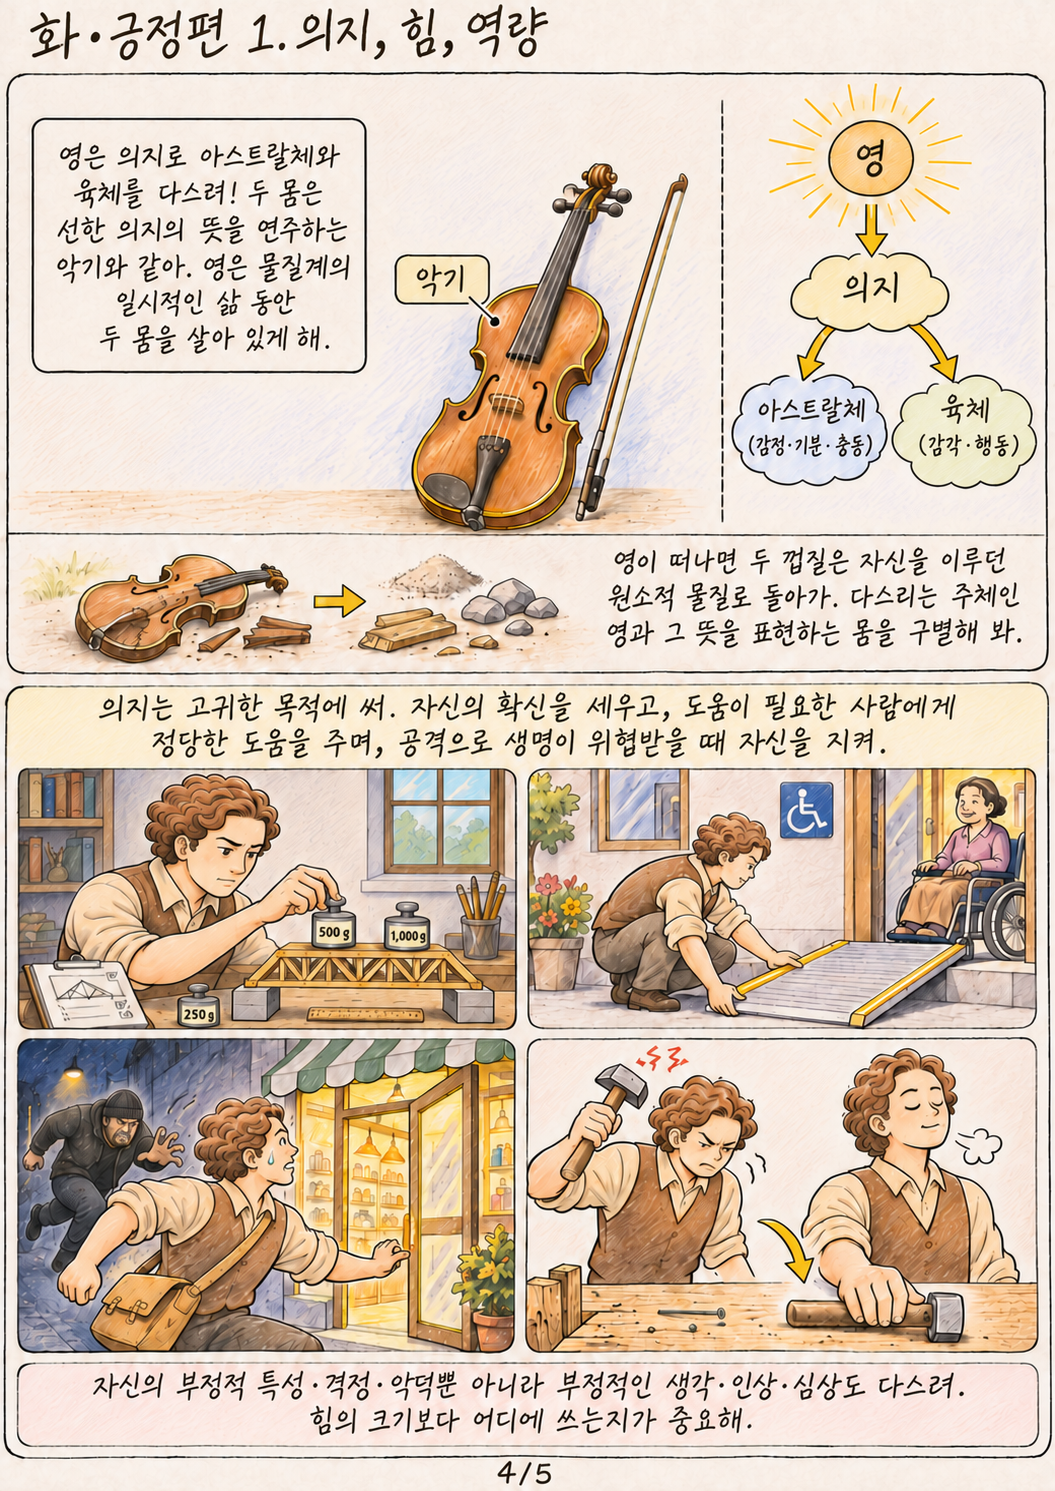 화·긍정편 1. 의지, 힘, 역량
영은 의지로 아스트랄체와
육체를 다스려! 두 몸은
선한 의지의 뜻을 연주하는
악기와 같아. 영은 물질계의
일시적인 삶 동안
두 몸을 살아 있게 해.
악기
영
의지
아스트랄체
(감정·기분·충동)
육체
(감각·행동)
영이 떠나면 두 껍질은 자신을 이루던
원소적 물질로 돌아가. 다스리는 주체인
영과 그 뜻을 표현하는 몸을 구별해 봐.
의지는 고귀한 목적에 써. 자신의 확신을 세우고, 도움이 필요한 사람에게
정당한 도움을 주며, 공격으로 생명이 위협받을 때 자신을 지켜.
500 g
1,000 g
250 g
자신의 부정적 특성·격정·악덕뿐 아니라 부정적인 생각·인상·심상도 다스려.
힘의 크기보다 어디에 쓰는지가 중요해.
4/5